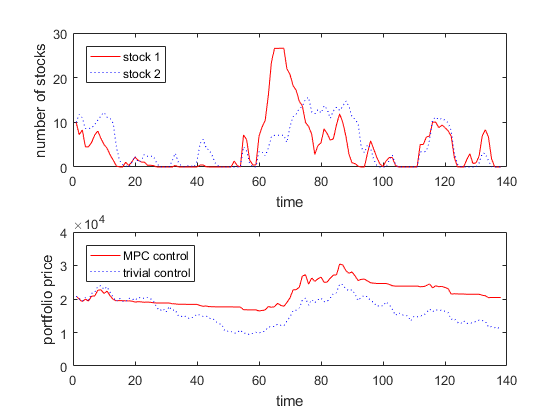 30
20
10
0
number of stocks
stock 1
stock 2
0 20 40 60 80 100 120 140
time
×10⁴
4
3
2
1
0
portfolio price
MPC control
trivial control
0 20 40 60 80 100 120 140
time